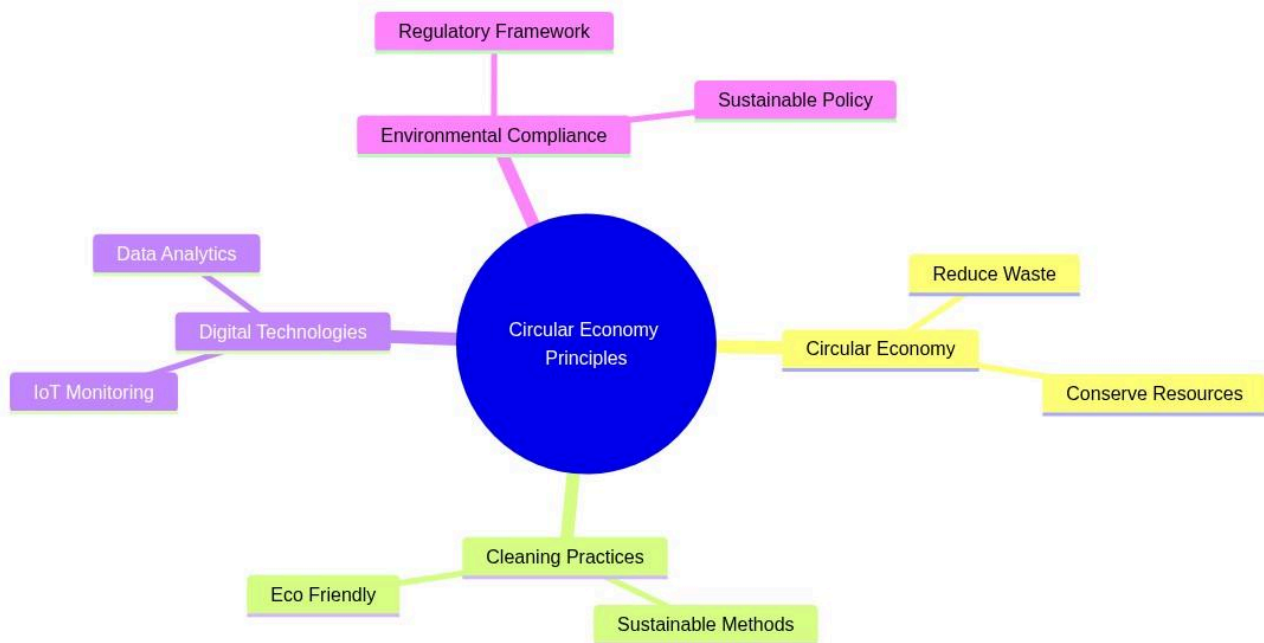 Regulatory Framework
Sustainable Policy
Environmental Compliance
Data Analytics
Digital Technologies
IoT Monitoring
Circular Economy
Principles
Reduce Waste
Circular Economy
Conserve Resources
Cleaning Practices
Eco Friendly
Sustainable Methods